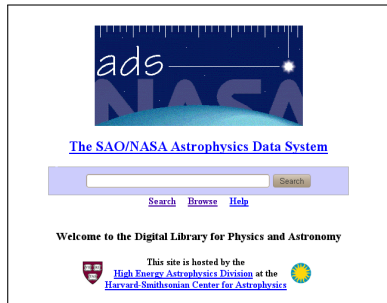 ads
NASA
The SAO/NASA Astrophysics Data System
Search
Search Browse Help
Welcome to the Digital Library for Physics and Astronomy
This site is hosted by the
High Energy Astrophysics Division at the
Harvard-Smithsonian Center for Astrophysics